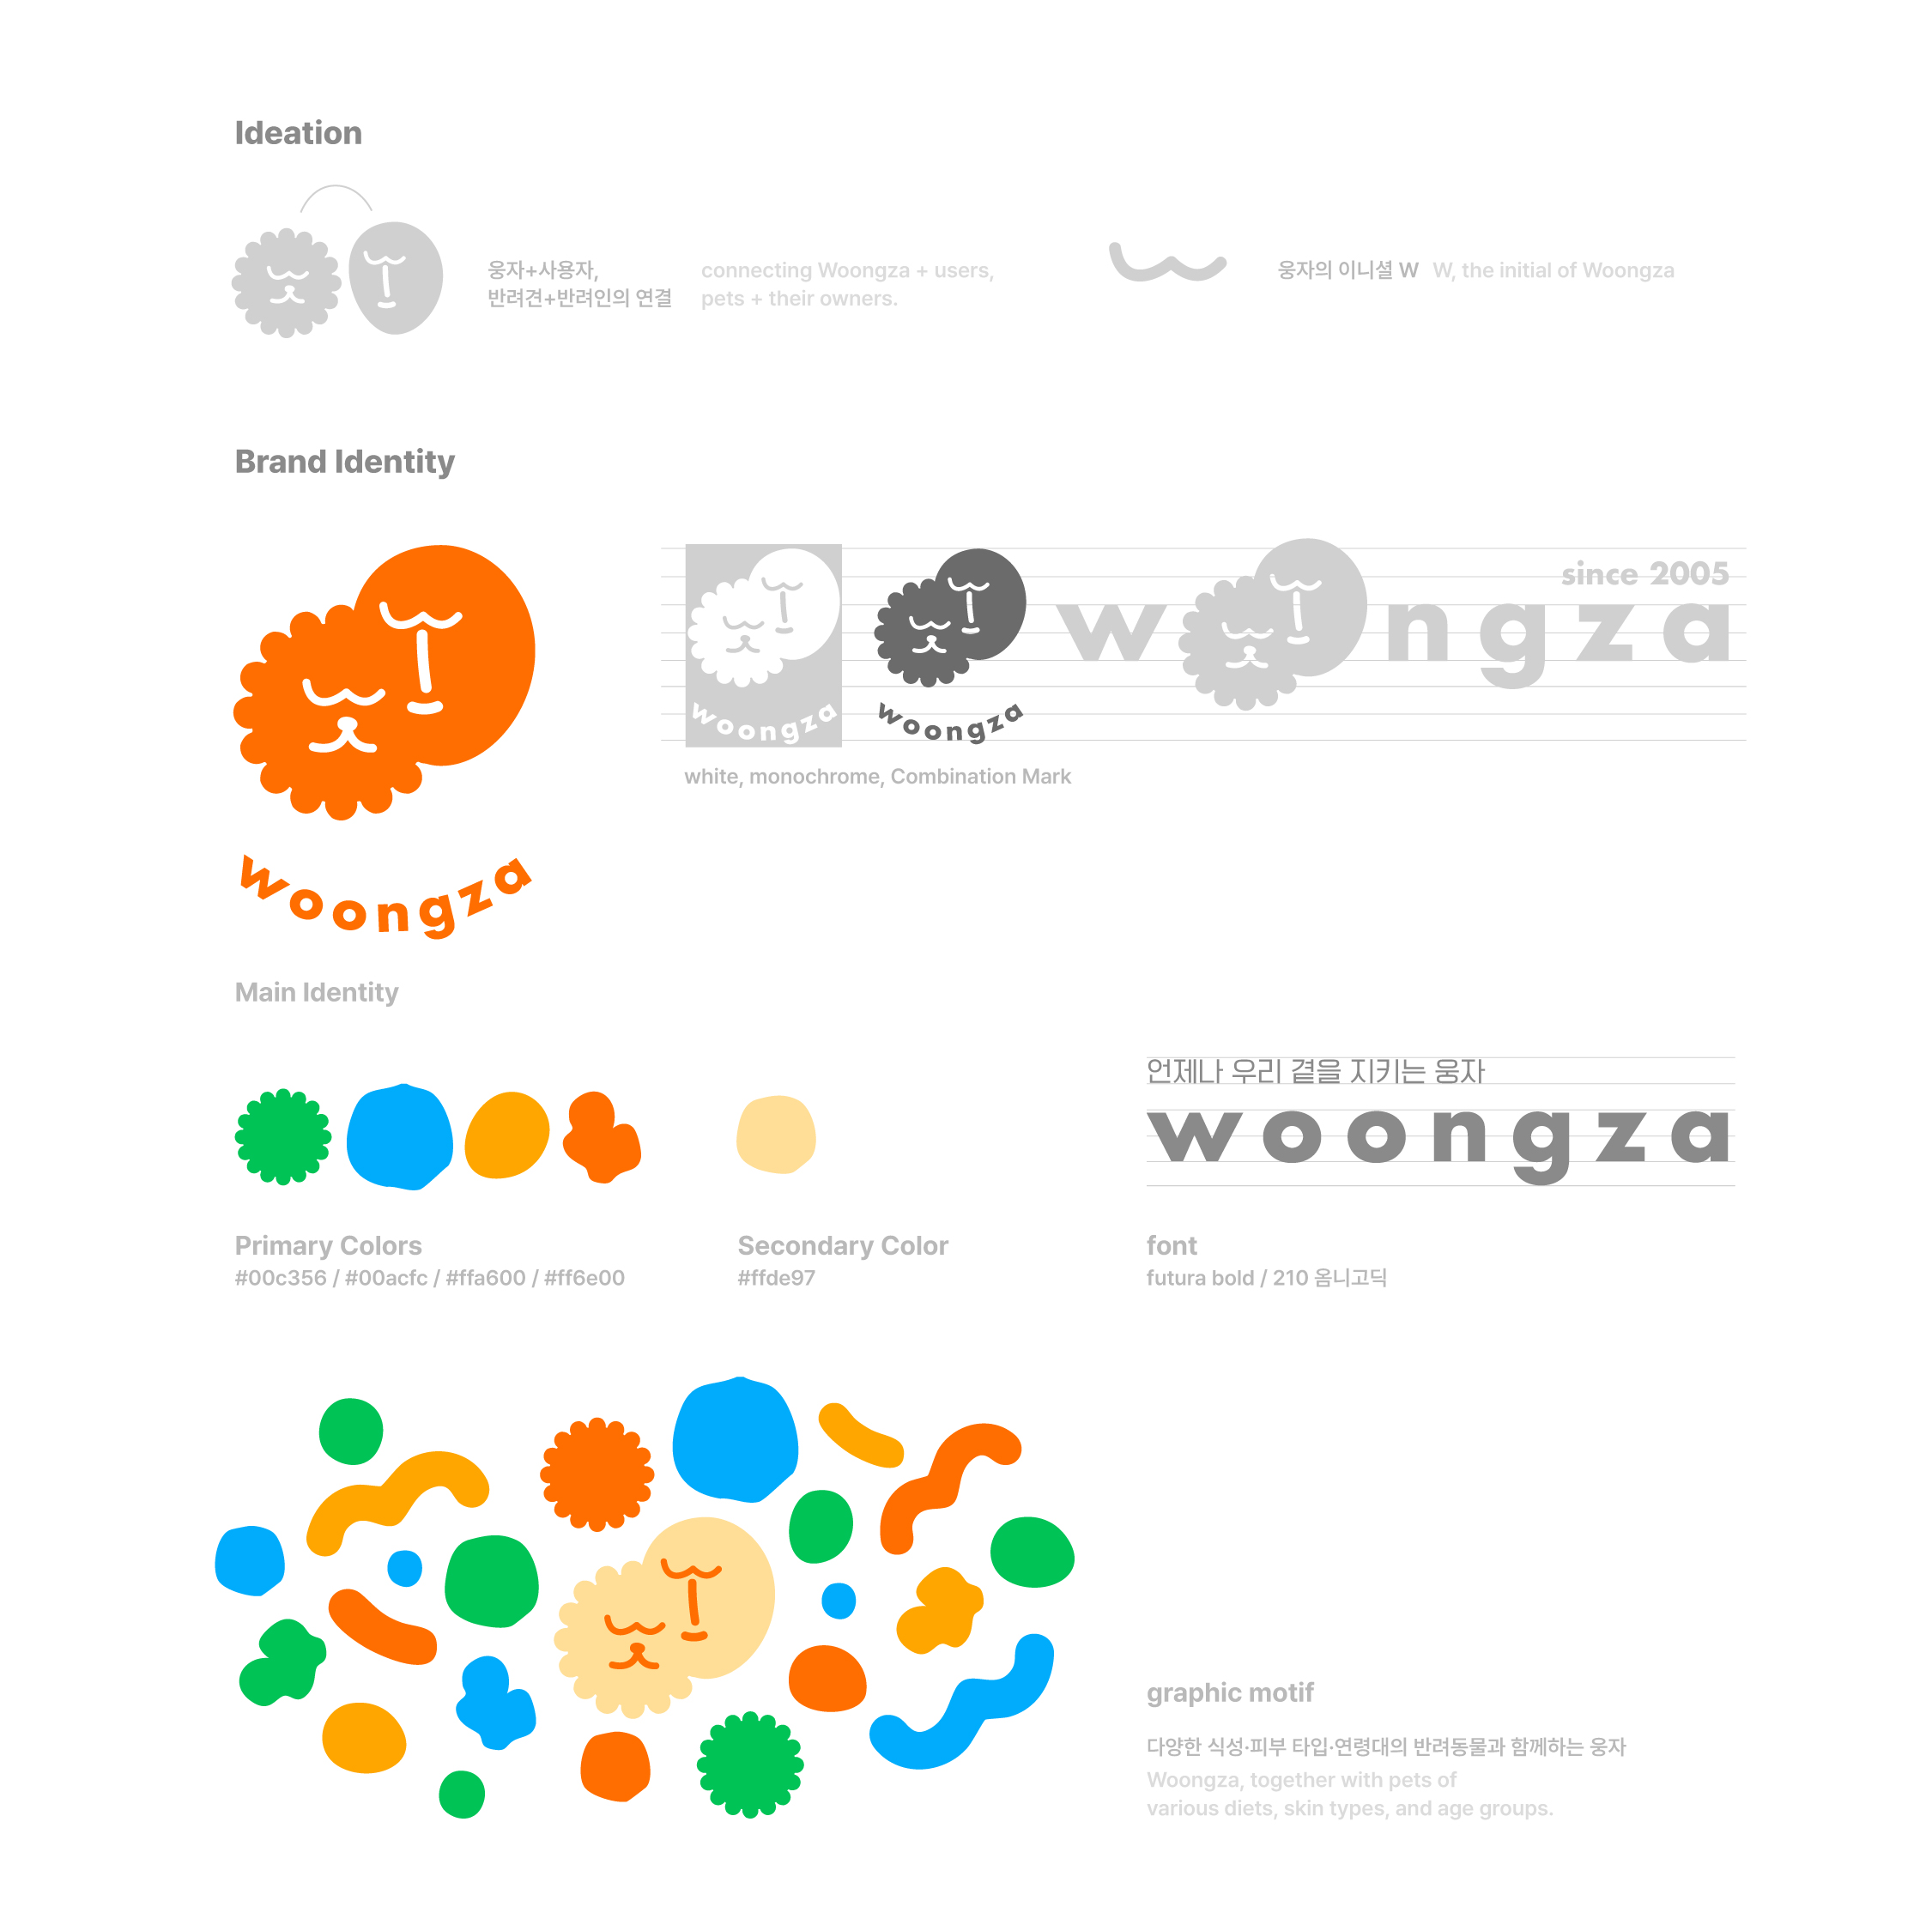 Ideation
웅자+사용자,
반려견+반려인의 연결
connecting Woongza + users,
pets + their owners.
웅자의 이니셜 W
W, the initial of Woongza
Brand Identity
woongza
Main Identity
woongza
woongza
w ngza
since 2005
white, monochrome, Combination Mark
Primary Colors
#00c356 / #00acfc / #ffa600 / #ff6e00
Secondary Color
#ffde97
언제나 우리 곁을 지키는 웅자
woongza
font
futura bold / 210 옴니고딕
graphic motif
다양한 식성·피부 타입·연령대의 반려동물과 함께하는 웅자
Woongza, together with pets of
various diets, skin types, and age groups.